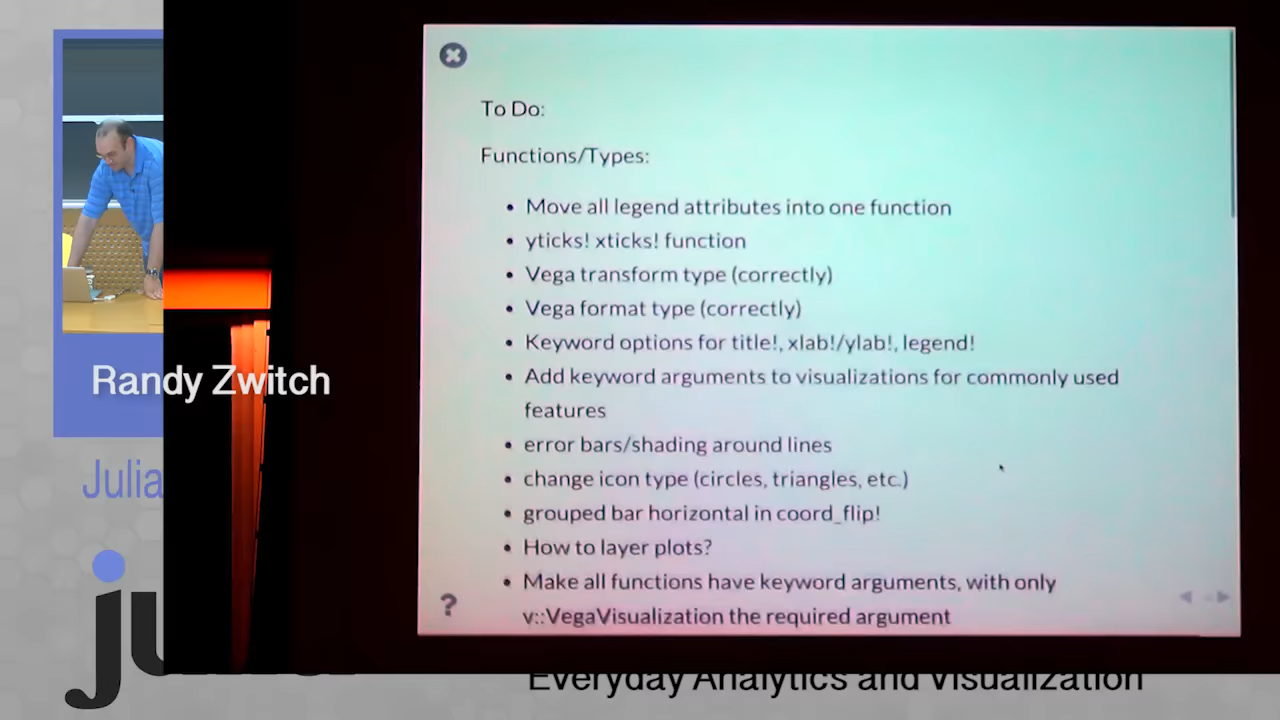 To Do:
Functions/Types:
• Move all legend attributes into one function
• yticks! xticks! function
• Vega transform type (correctly)
• Vega format type (correctly)
• Keyword options for title!, xlab!/ylab!, legend!
• Add keyword arguments to visualizations for commonly used
features
• error bars/shading around lines
• change icon type (circles, triangles, etc.)
• grouped bar horizontal in coord_flip!
• How to layer plots?
• Make all functions have keyword arguments, with only
v::VegaVisualization the required argument
?
Randy Zwitch
Julia
ju
Everyday Analytics and Visualization